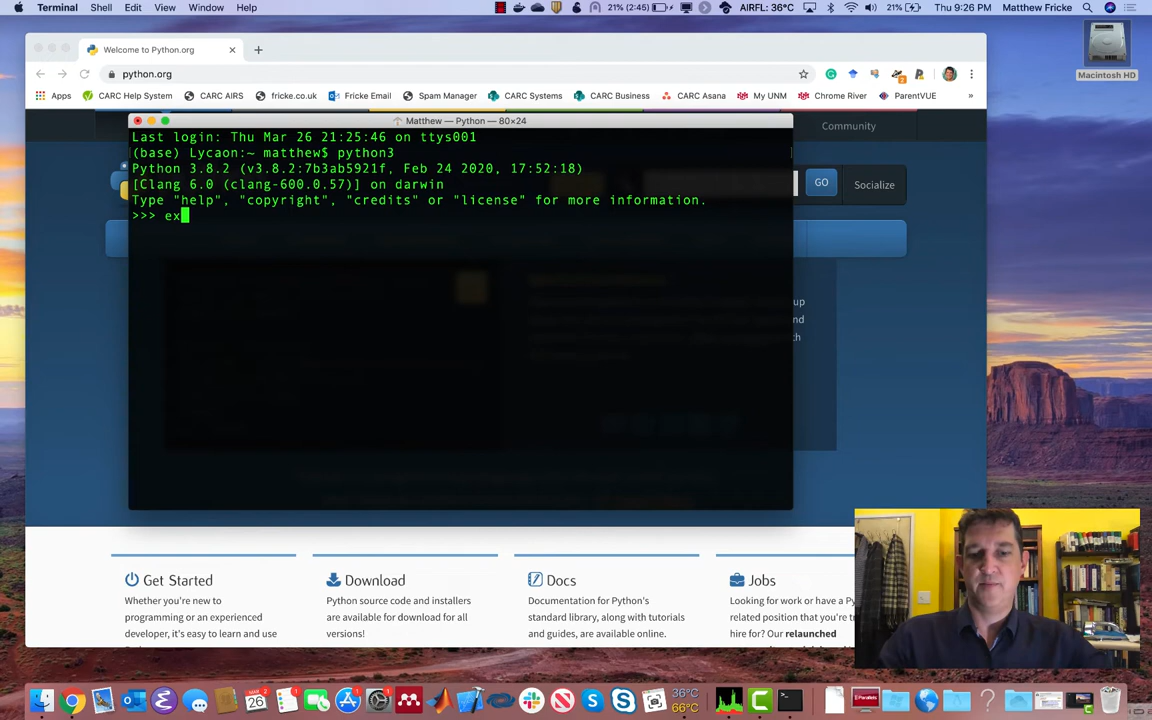 Terminal Shell Edit View Window Help
21% (2:45) AIRFL: 36°C 21% Thu 9:26 PM Matthew Fricke
Macintosh HD
Welcome to Python.org
python.org
Apps CARC Help System CARC AIRS fricke.co.uk Fricke Email Spam Manager CARC Systems CARC Business CARC Asana My UNM Chrome River ParentVUE »
Matthew — Python — 80×24
Community
GO
Socialize
Last login: Thu Mar 26 21:25:46 on ttys001
(base) Lycaon:~ matthew$ python3
Python 3.8.2 (v3.8.2:7b3ab5921f, Feb 24 2020, 17:52:18)
[Clang 6.0 (clang-600.0.57)] on darwin
Type "help", "copyright", "credits" or "license" for more information.
>>> ex
up
nd
th
Get Started
Whether you're new to
programming or an experienced
developer, it's easy to learn and use
Download
Python source code and installers
are available for download for all
versions!
Docs
Documentation for Python's
standard library, along with tutorials
and guides, are available online.
Jobs
Looking for work or have a Py
related position that you're tr
hire for? Our relaunched
26
36°C
66°C